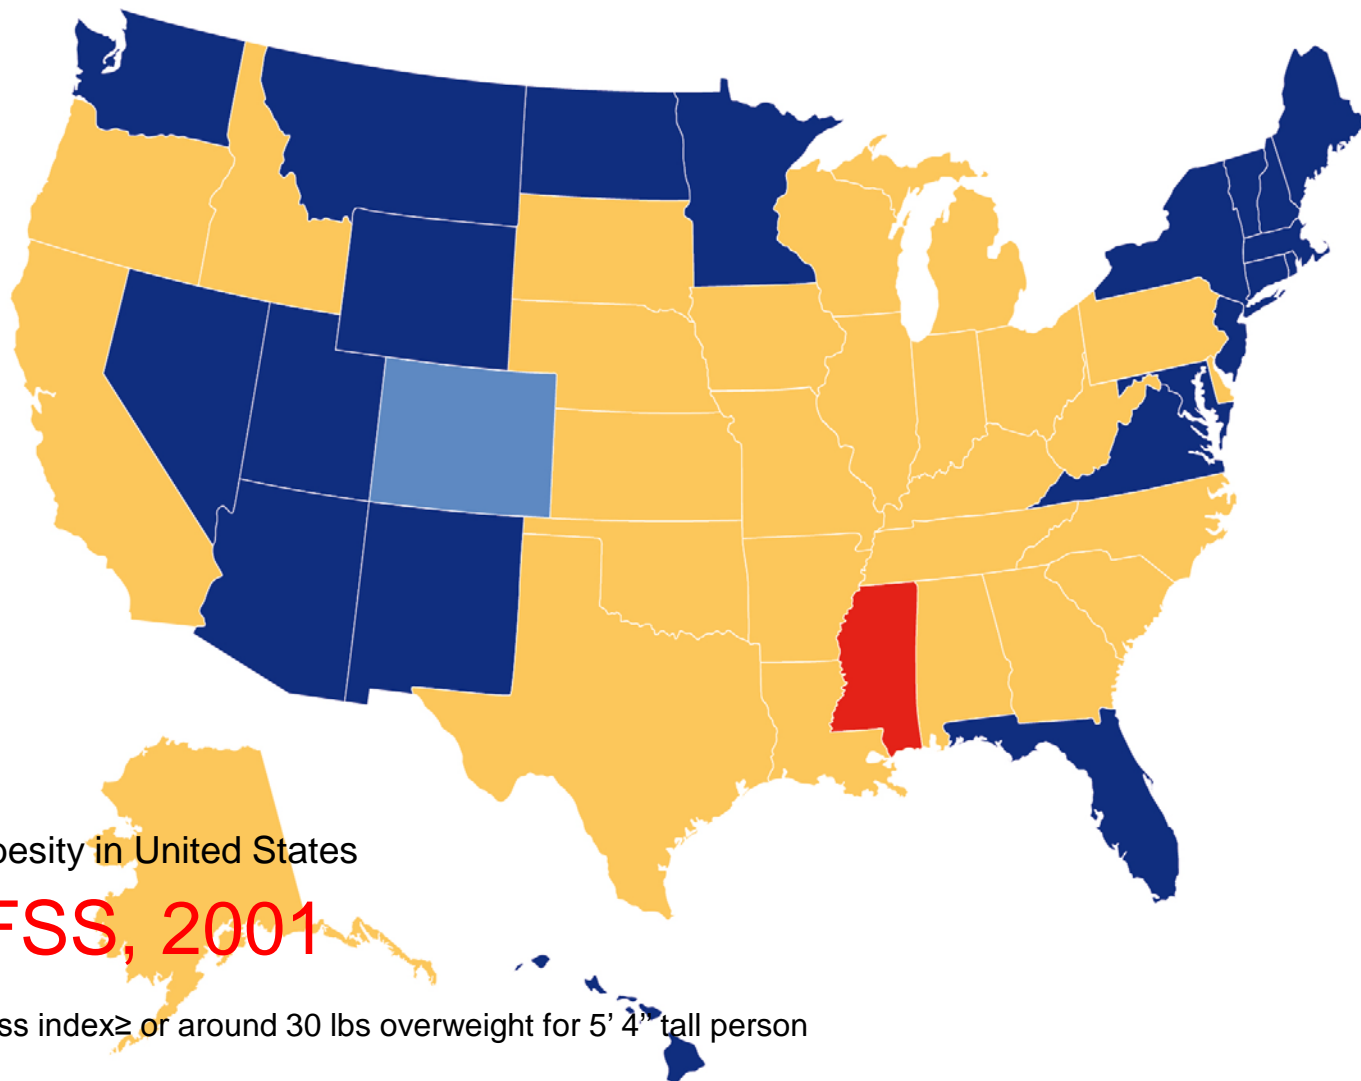 besity in United States
FSS, 2001
ss index≥ or around 30 lbs overweight for 5’ 4” tall person